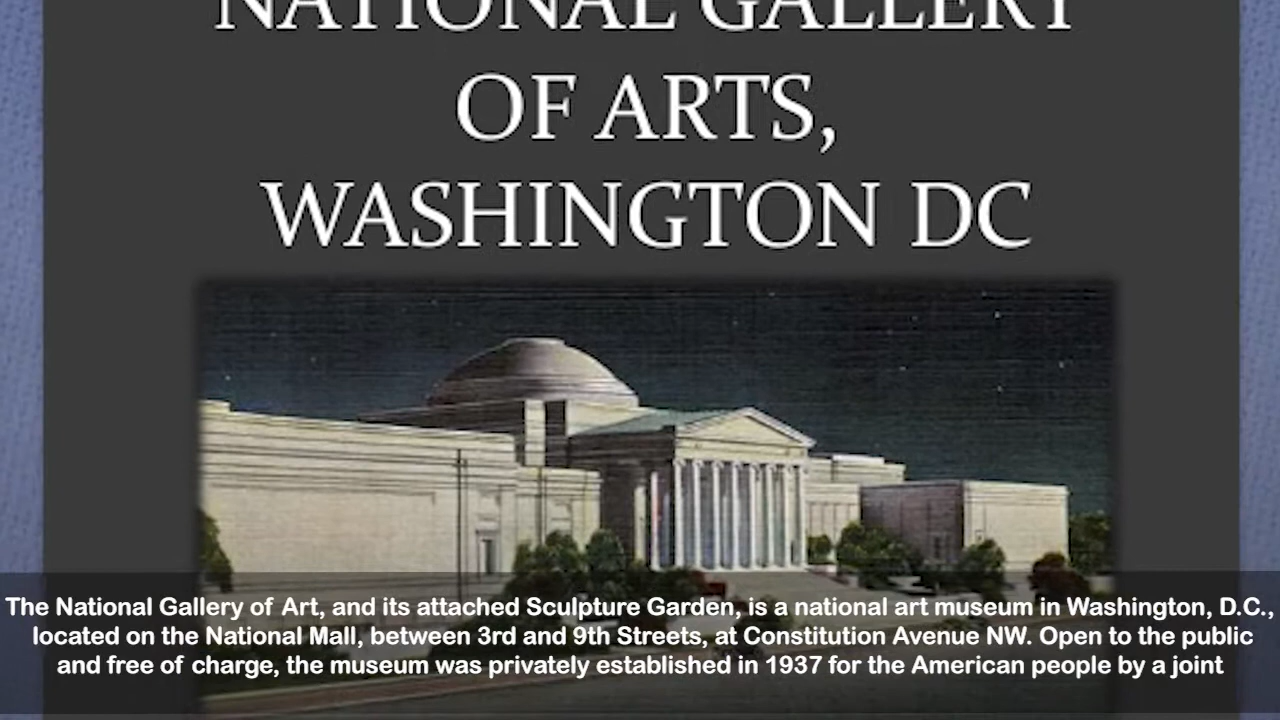 NATIONAL GALLERY
OF ARTS,
WASHINGTON DC
The National Gallery of Art, and its attached Sculpture Garden, is a national art museum in Washington, D.C.,
located on the National Mall, between 3rd and 9th Streets, at Constitution Avenue NW. Open to the public
and free of charge, the museum was privately established in 1937 for the American people by a joint